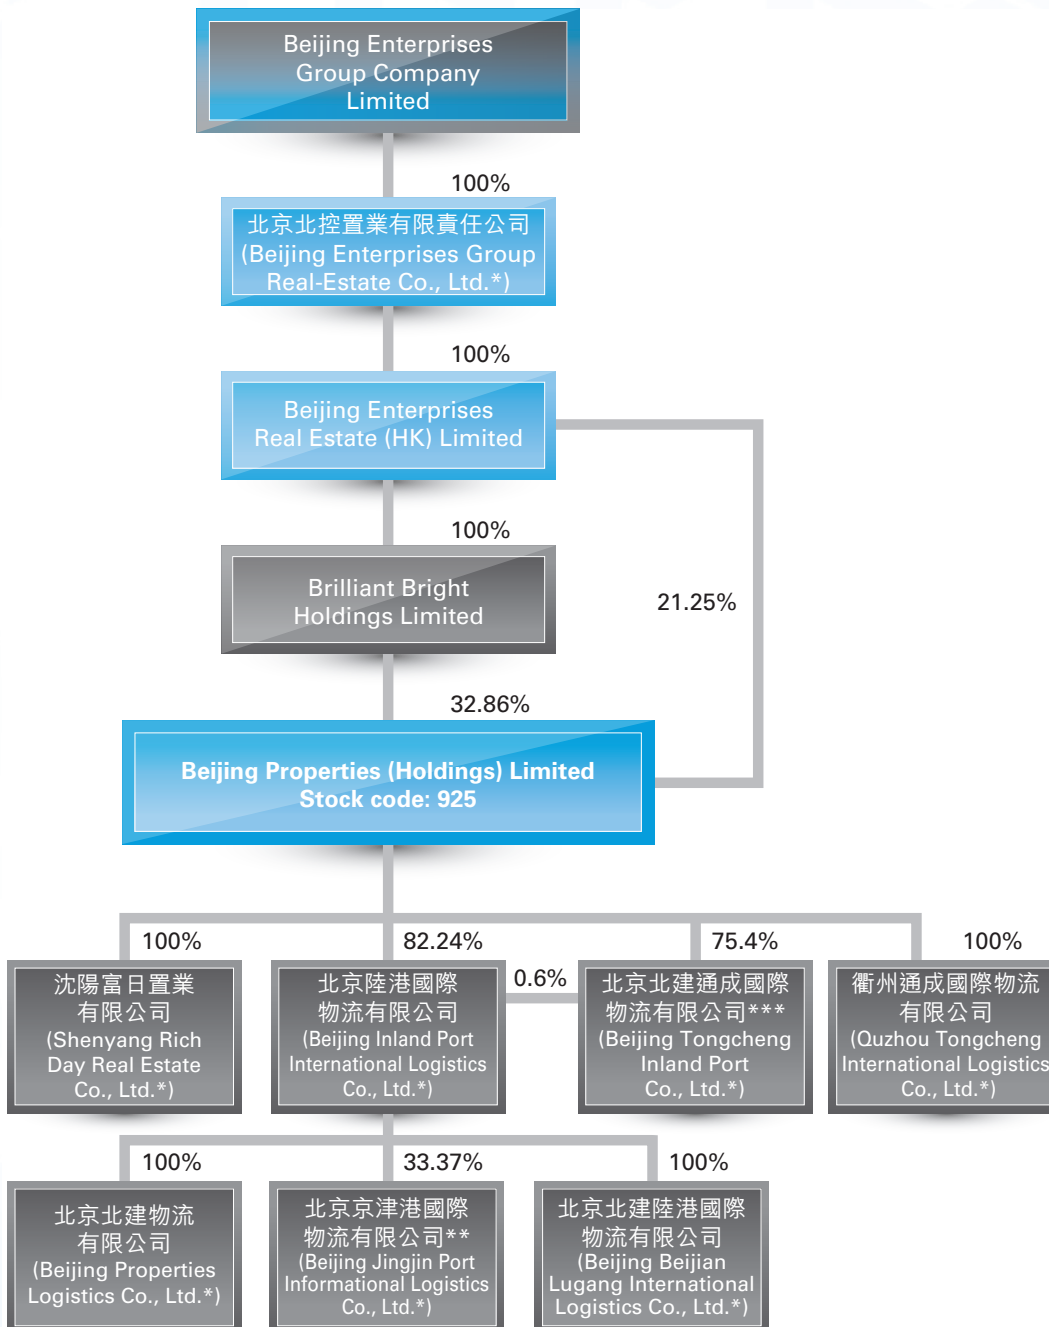 Beijing Enterprises
Group Company
Limited
100%
北京北控置業有限責任公司
(Beijing Enterprises Group
Real-Estate Co., Ltd.*)
100%
Beijing Enterprises
Real Estate (HK) Limited
100%
Brilliant Bright
Holdings Limited
21.25%
32.86%
Beijing Properties (Holdings) Limited
Stock code: 925
100%
82.24%
75.4%
100%
沈陽富日置業
有限公司
(Shenyang Rich
Day Real Estate
Co., Ltd.*)
北京陸港國際
物流有限公司
(Beijing Inland Port
International Logistics
Co., Ltd.*)
0.6%
北京北建通成國際
物流有限公司***
(Beijing Tongcheng
Inland Port
Co., Ltd.*)
衢州通成國際物流
有限公司
(Quzhou Tongcheng
International Logistics
Co., Ltd.*)
100%
33.37%
100%
北京北建物流
有限公司
(Beijing Properties
Logistics Co., Ltd.*)
北京京津港國際
物流有限公司**
(Beijing Jingjin Port
Informational Logistics
Co., Ltd.*)
北京北建陸港國際
物流有限公司
(Beijing Beijian
Lugang International
Logistics Co., Ltd.*)